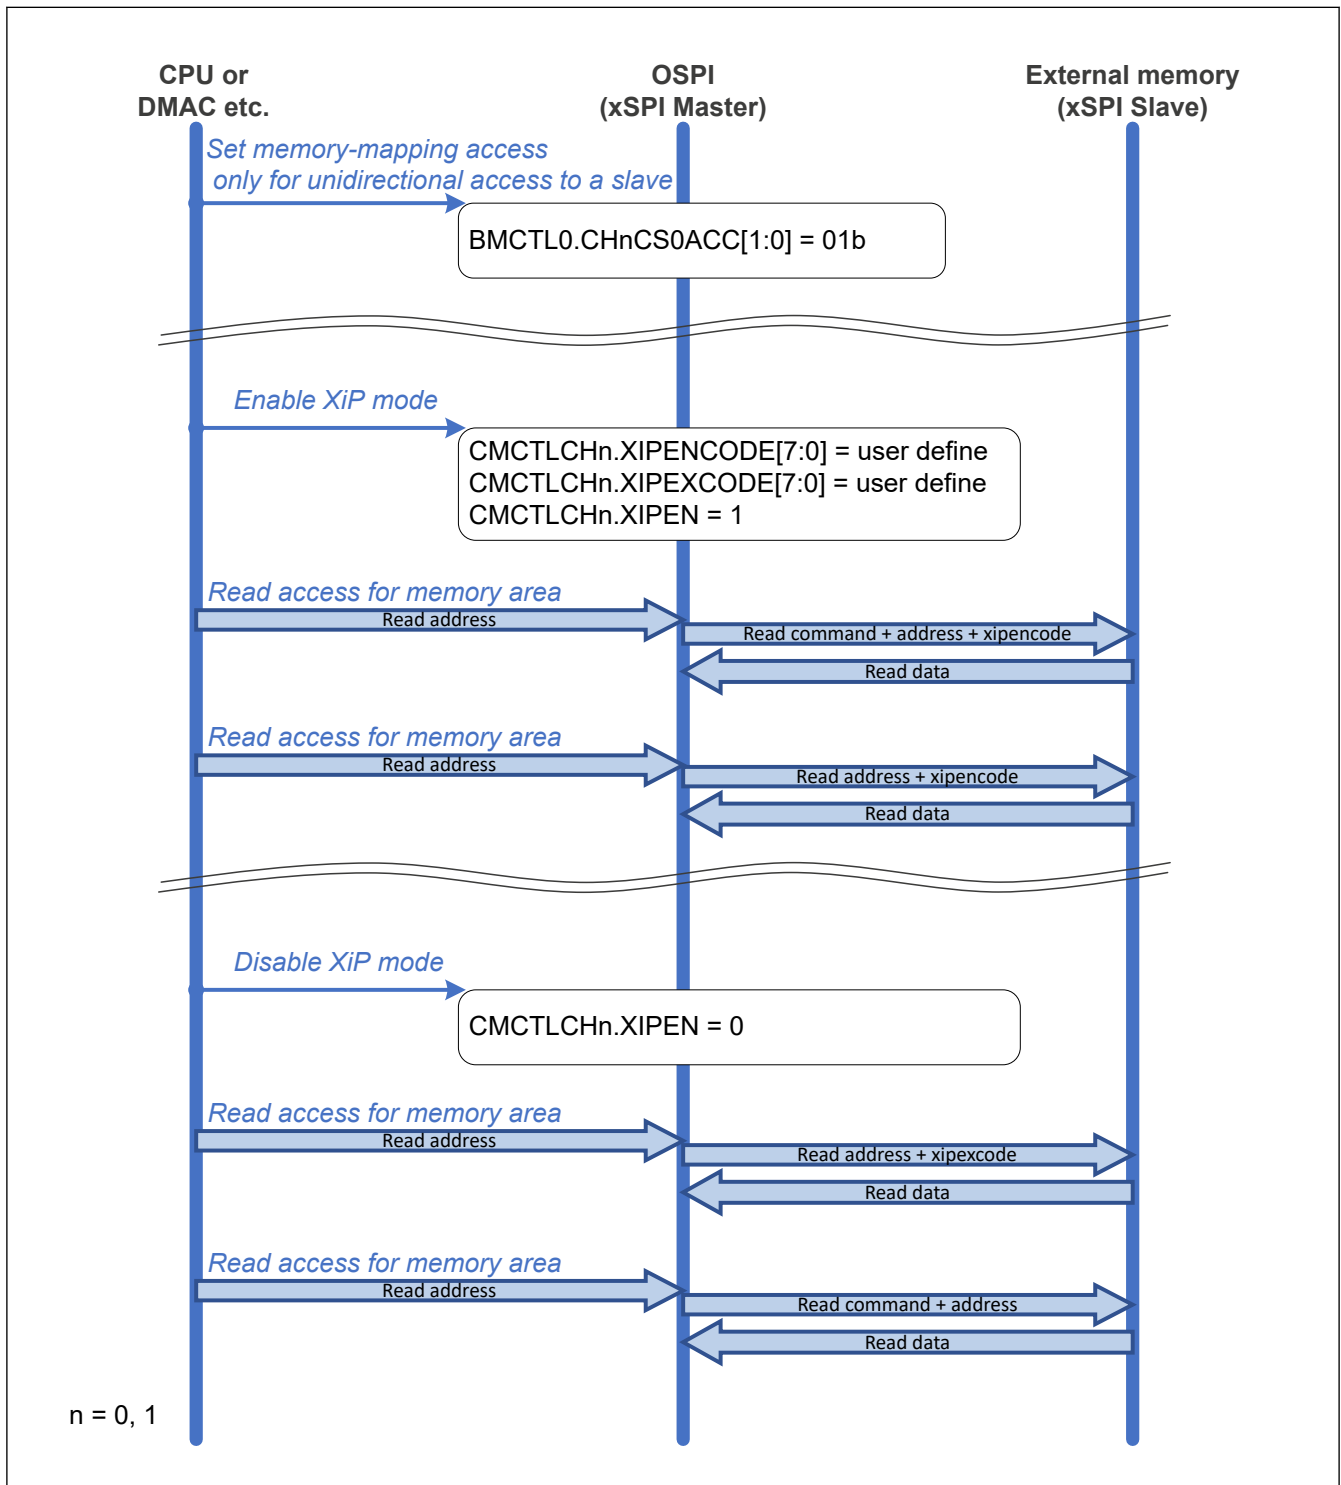 CPU or
DMAC etc.
OSPI
(xSPI Master)
External memory
(xSPI Slave)
Set memory-mapping access
only for unidirectional access to a slave
BMCTL0.CHnCS0ACC[1:0] = 01b
Enable XiP mode
CMCTLCHn.XIPENCODE[7:0] = user define
CMCTLCHn.XIPEXCODE[7:0] = user define
CMCTLCHn.XIPEN = 1
Read access for memory area
Read address
Read command + address + xipencode
Read data
Read access for memory area
Read address
Read address + xipencode
Read data
Disable XiP mode
CMCTLCHn.XIPEN = 0
Read access for memory area
Read address
Read address + xipexcode
Read data
Read access for memory area
Read address
Read command + address
Read data
n = 0, 1